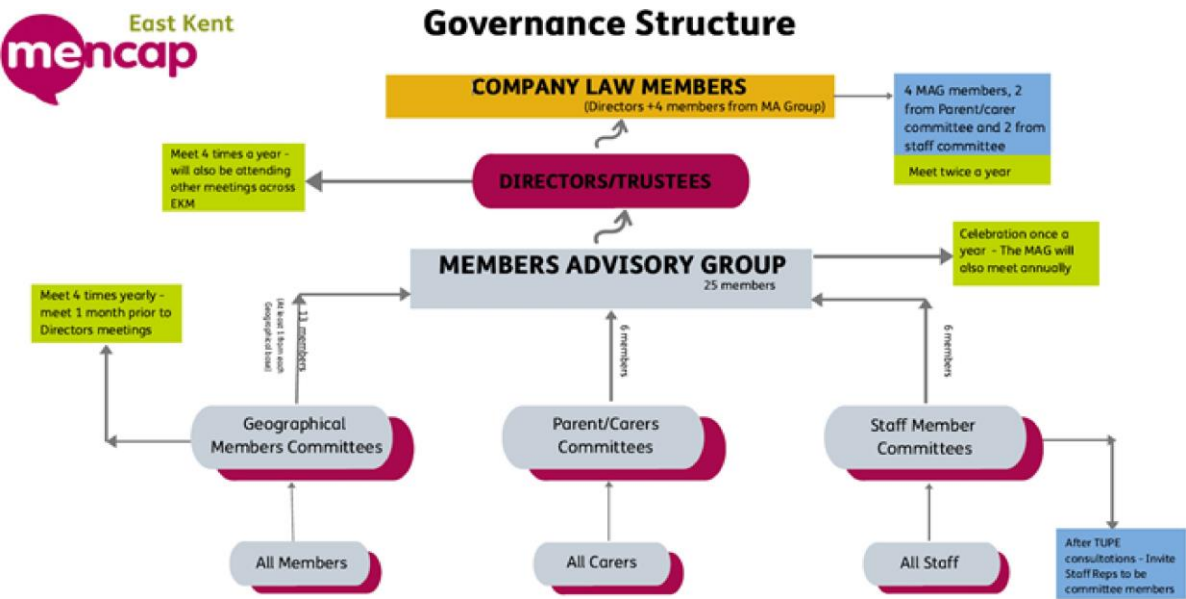 East Kent
mencap
Governance Structure
COMPANY LAW MEMBERS
(Directors +4 members from MA Group)
4 MAG members, 2
from Parent/carer
committee and 2 from
staff committee
Meet twice a year
Meet 4 times a year -
will also be attending
other meetings across
EKM
DIRECTORS/TRUSTEES
Celebration once a
year - The MAG will
also meet annually
MEMBERS ADVISORY GROUP
25 members
Meet 4 times yearly -
meet 1 month prior to
Directors meetings
13 members
(At least 1 from each
Geographical base)
6 members
6 members
Geographical
Members Committees
Parent/Carers
Committees
Staff Member
Committees
All Members
All Carers
All Staff
After TUPE
consultations - Invite
Staff Reps to be
committee members